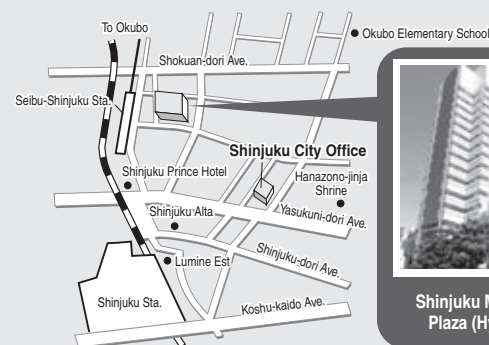 To Okubo
Okubo Elementary School
Shokuan-dori Ave.
Seibu-Shinjuku Sta.
Shinjuku City Office
Shinjuku Prince Hotel
Hanazono-jinja
Shrine
Shinjuku Alta
Yasukuni-dori Ave.
Shinjuku-dori Ave.
Lumine Est
Shinjuku Sta.
Koshu-kaido Ave.
Shinjuku
Plaza